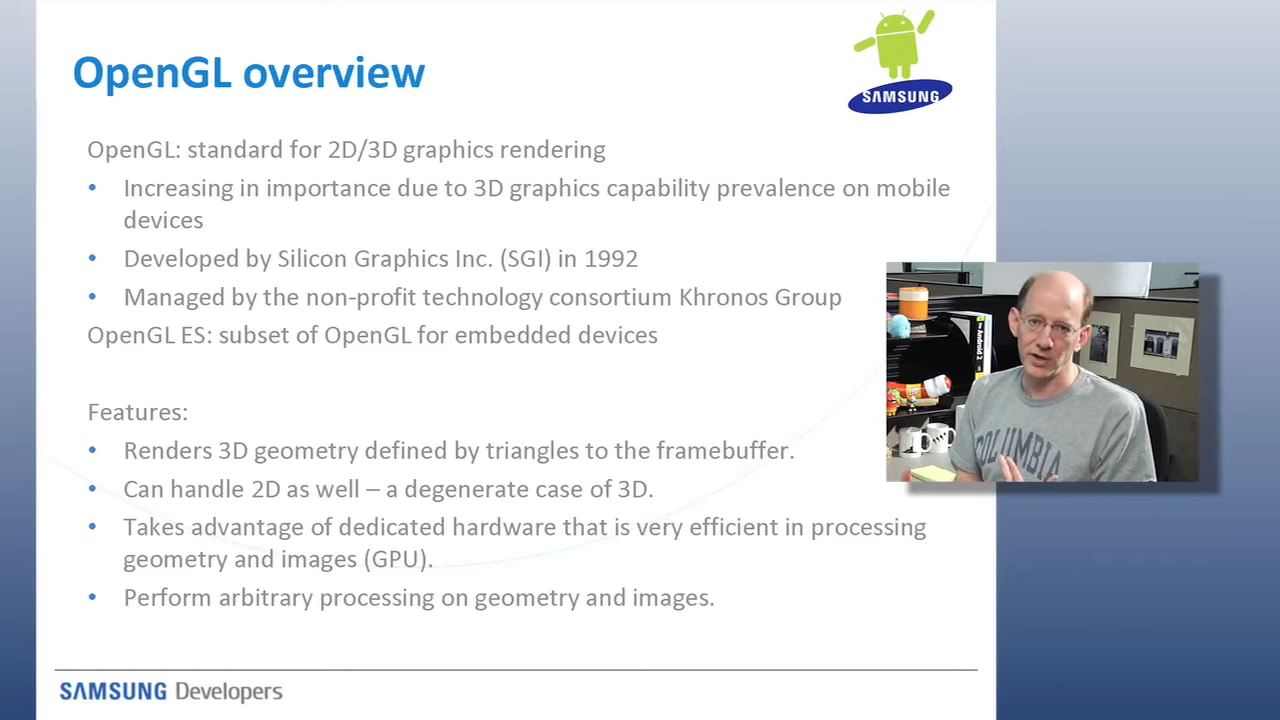 OpenGL overview
SAMSUNG
OpenGL: standard for 2D/3D graphics rendering
• Increasing in importance due to 3D graphics capability prevalence on mobile
devices
• Developed by Silicon Graphics Inc. (SGI) in 1992
• Managed by the non-profit technology consortium Khronos Group
OpenGL ES: subset of OpenGL for embedded devices
Features:
• Renders 3D geometry defined by triangles to the framebuffer.
• Can handle 2D as well – a degenerate case of 3D.
• Takes advantage of dedicated hardware that is very efficient in processing
geometry and images (GPU).
• Perform arbitrary processing on geometry and images.
Android 2
COLUMBIA
SAMSUNG Developers